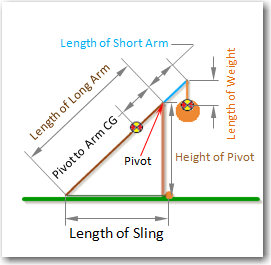 Length of Short Arm
Length of Long Arm
Length of Weight
Pivot to Arm CG
Pivot
Height of Pivot
Length of Sling